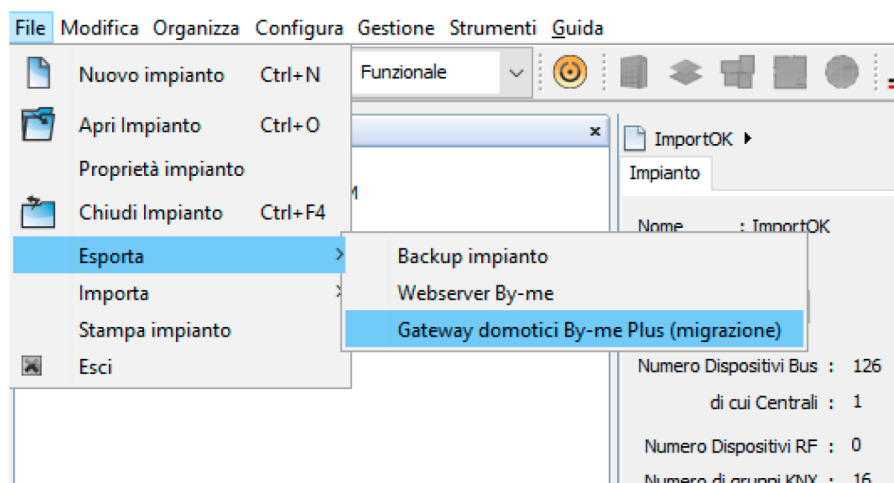 File Modifica Organizza Configura Gestione Strumenti Guida
Nuovo impianto Ctrl+N
Funzionale
Apri Impianto Ctrl+O
ImportOK
Proprietà impianto
Impianto
Chiudi Impianto Ctrl+F4
Nome : ImportOK
Esporta
Backup impianto
Importa
Webserver By-me
Stampa impianto
Gateway domotici By-me Plus (migrazione)
Esci
Numero Dispositivi Bus : 126
di cui Centrali : 1
Numero Dispositivi RF : 0
Numero di gruppi KNX : 16